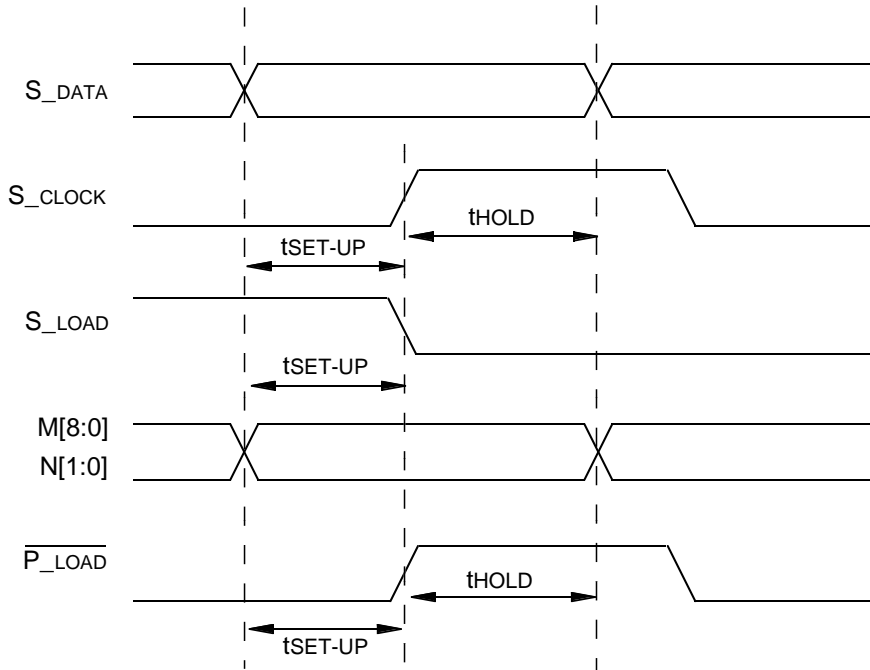 S_DATA
S_CLOCK
tHOLD
tSET-UP
S_LOAD
tSET-UP
M[8:0]
N[1:0]
P_LOAD
tHOLD
tSET-UP